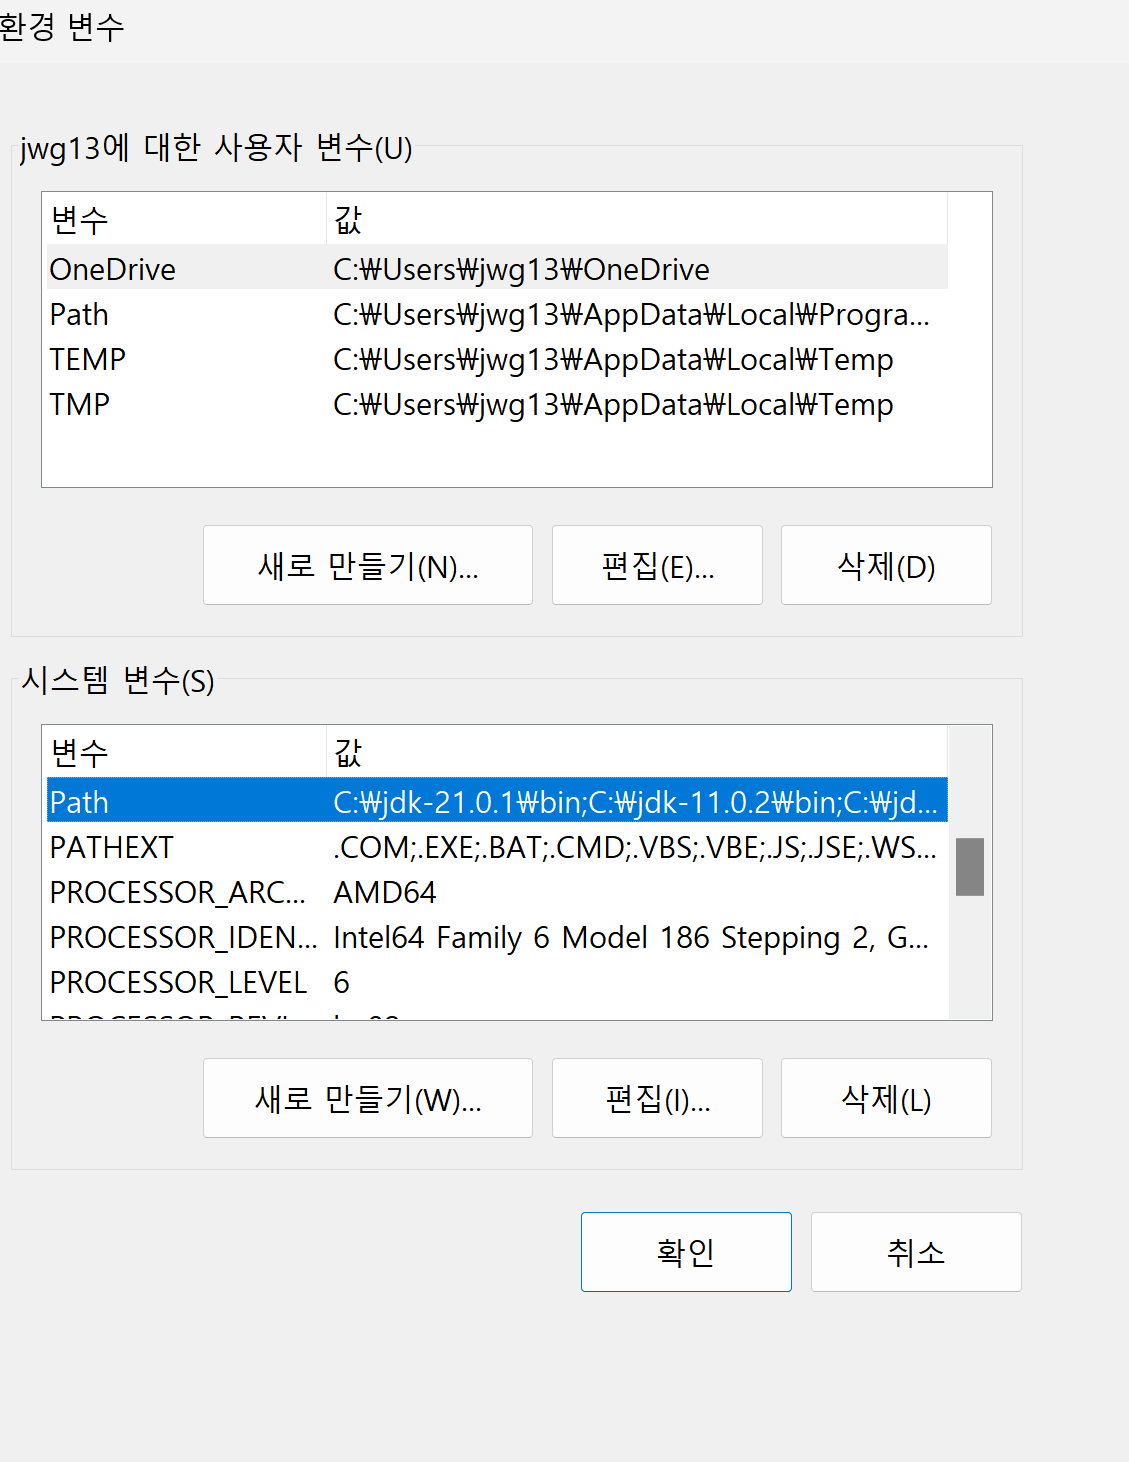 환경 변수
jwg13에 대한 사용자 변수(U)
변수 값
OneDrive C:₩Users₩jwg13₩OneDrive
Path C:₩Users₩jwg13₩AppData₩Local₩Progra...
TEMP C:₩Users₩jwg13₩AppData₩Local₩Temp
TMP C:₩Users₩jwg13₩AppData₩Local₩Temp
새로 만들기(N)... 편집(E)... 삭제(D)
시스템 변수(S)
변수 값
Path C:₩jdk-21.0.1₩bin;C:₩jdk-11.0.2₩bin;C:₩jd...
PATHEXT .COM;.EXE;.BAT;.CMD;.VBS;.VBE;.JS;.JSE;.WS...
PROCESSOR_ARC... AMD64
PROCESSOR_IDEN... Intel64 Family 6 Model 186 Stepping 2, G...
PROCESSOR_LEVEL 6
새로 만들기(W)... 편집(I)... 삭제(L)
확인 취소